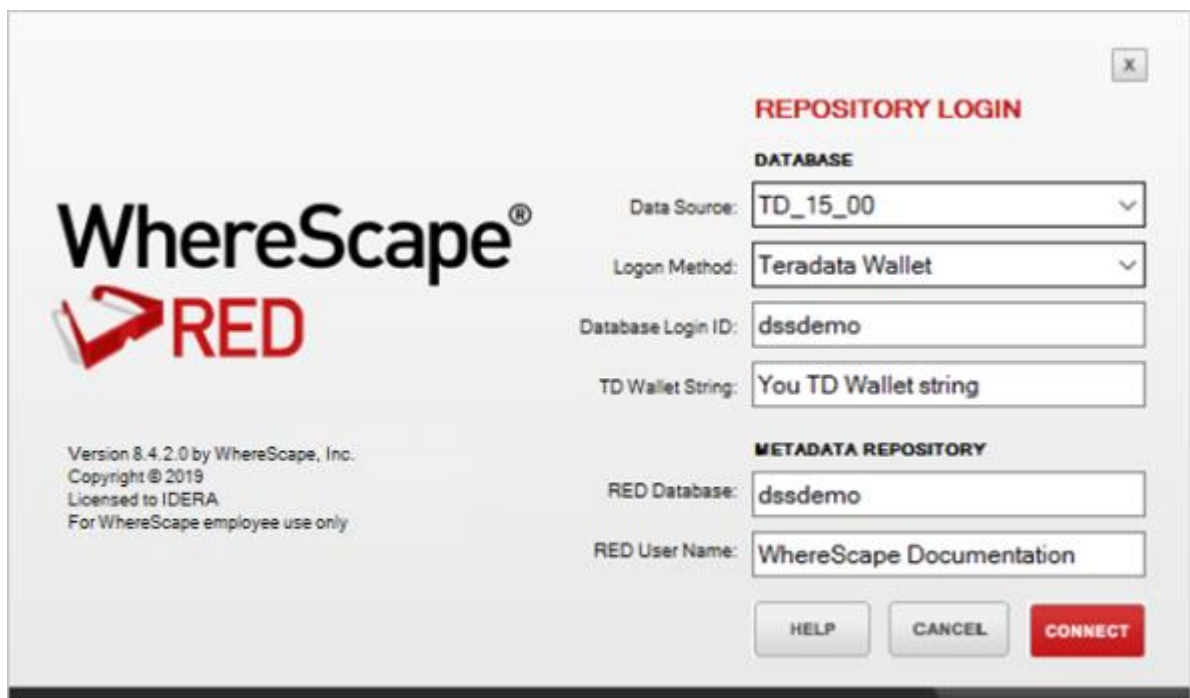 X
REPOSITORY LOGIN
DATABASE
Data Source: TD_15_00
Logon Method: Teradata Wallet
Database Login ID: dssdemo
TD Wallet String: You TD Wallet string
WhereScape®
RED
Version 8.4.2.0 by WhereScape, Inc.
Copyright © 2019
Licensed to IDERA
For WhereScape employee use only
METADATA REPOSITORY
RED Database: dssdemo
RED User Name: WhereScape Documentation
HELP CANCEL CONNECT